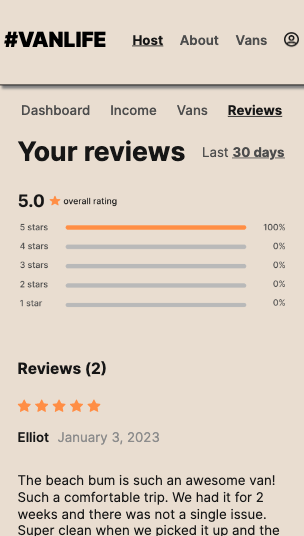 #VANLIFE Host About Vans
Dashboard Income Vans Reviews
Your reviews Last 30 days
5.0 overall rating
5 stars 100%
4 stars 0%
3 stars 0%
2 stars 0%
1 star 0%
Reviews (2)
Elliot January 3, 2023
The beach bum is such an awesome van!
Such a comfortable trip. We had it for 2
weeks and there was not a single issue.
Super clean when we picked it up and the